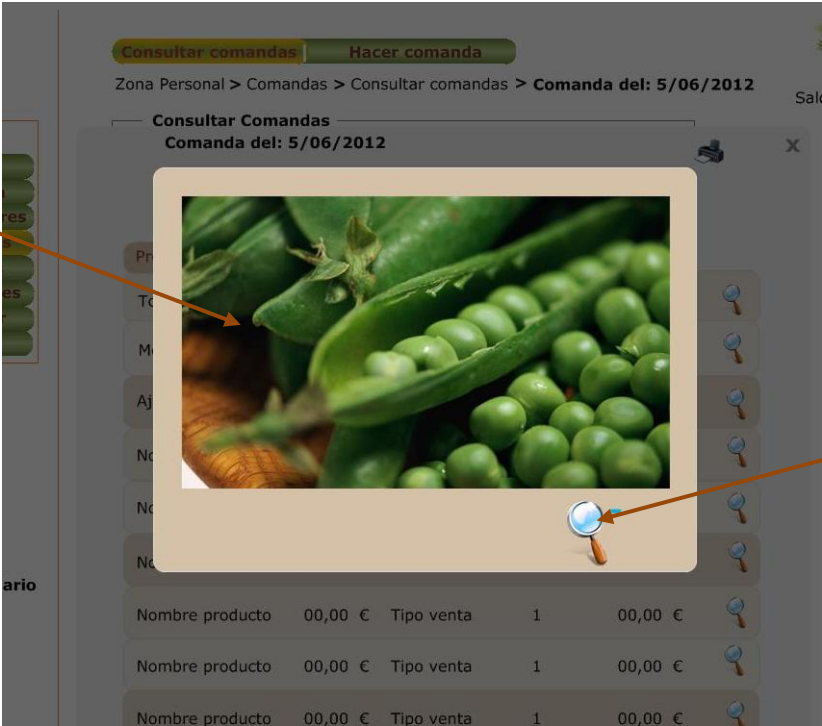 Consultar comandas Hacer comanda
Zona Personal > Comandas > Consultar comandas > Comanda del: 5/06/2012
Consultar Comandas
Comanda del: 5/06/2012
X
res
s
es
ario
Nombre producto 00,00 € Tipo venta 1 00,00 €
Nombre producto 00,00 € Tipo venta 1 00,00 €
Nombre producto 00,00 € Tipo venta 1 00,00 €